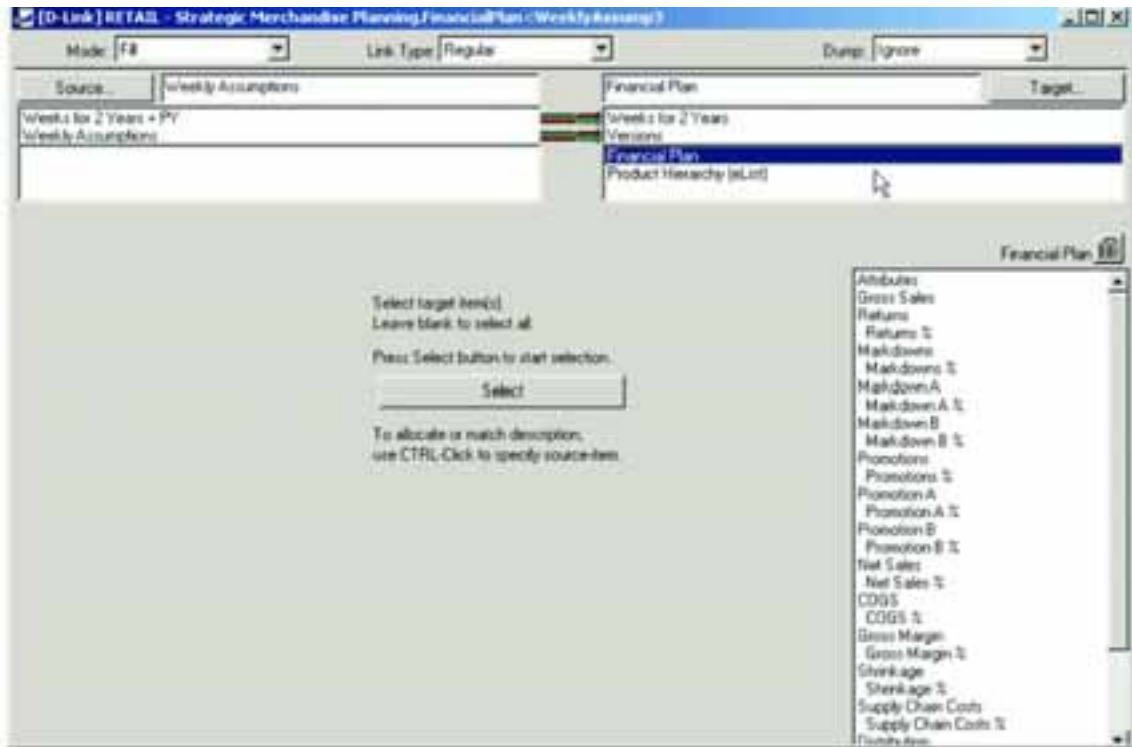 [D-Link] RETAIL - Strategic Merchandise Planning.FinancialPlan<WeeklyAssump>3
Mode: Fill Link Type: Regular Dump: Ignore
Source... Weekly Assumptions Financial Plan Target...
Weeks for 2 Years + PY Weeks for 2 Years
Weekly Assumptions Versions
Financial Plan
Product Hierarchy (eList)
Financial Plan
Attributes
Select target item(s). Gross Sales
Leave blank to select all. Returns
Returns %
Markdowns
Press Select button to start selection. Markdowns %
Select Markdown A
Markdown A %
Markdown B
To allocate or match description, Markdown B %
use CTRL-Click to specify source-item. Promotions
Promotions %
Promotion A
Promotion A %
Promotion B
Promotion B %
Net Sales
Net Sales %
COGS
COGS %
Gross Margin
Gross Margin %
Shrinkage
Shrinkage %
Supply Chain Costs
Supply Chain Costs %
Distribution